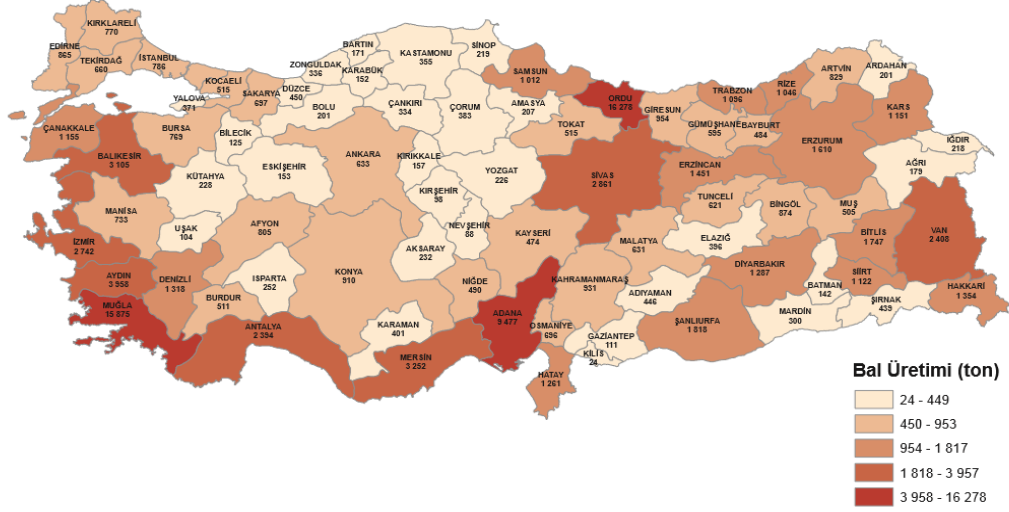 KIRKLARELİ
770
EDİRNE
865
TEKİRDAĞ
660
İSTANBUL
786
KOCAELİ
515
YALOVA
371
SAKARYA
697
DÜZCE
450
ZONGULDAK
336
BARTIN
171
KARABÜK
152
KASTAMONU
355
SİNOP
219
SAMSUN
1 012
BOLU
201
ÇANKIRI
334
ÇORUM
383
AMASYA
207
ORDU
16 278
TOKAT
515
GİRESUN
954
TRABZON
1 096
RİZE
1 046
ARTVİN
829
ARDAHAN
201
KARS
1 151
GÜMÜŞHANE
595
BAYBURT
484
ERZURUM
1 610
IĞDIR
218
AĞRI
179
ÇANAKKALE
1 155
BALIKESİR
3 105
BURSA
769
BİLECİK
125
ESKİŞEHİR
153
KÜTAHYA
228
ANKARA
633
KIRIKKALE
157
KIRŞEHİR
98
YOZGAT
226
SİVAS
2 861
ERZİNCAN
1 451
TUNCELİ
621
BİNGÖL
874
MUŞ
505
BİTLİS
1 747
VAN
2 408
MANİSA
733
UŞAK
104
AFYON
805
İZMİR
2 742
AYDIN
3 958
DENİZLİ
1 318
ISPARTA
252
BURDUR
511
MUĞLA
15 875
ANTALYA
2 394
KONYA
910
AKSARAY
232
NEVŞEHİR
88
KAYSERİ
474
NİĞDE
490
KARAMAN
401
MERSİN
3 252
ADANA
9 477
KAHRAMANMARAŞ
931
OSMANİYE
696
HATAY
1 261
KİLİS
24
GAZİANTEP
111
MALATYA
631
ELAZIĞ
396
ADIYAMAN
446
ŞANLIURFA
1 818
DİYARBAKIR
1 287
BATMAN
142
MARDİN
300
SİİRT
1 122
ŞIRNAK
439
HAKKARİ
1 354
Bal Üretimi (ton)
24 - 449
450 - 953
954 - 1 817
1 818 - 3 957
3 958 - 16 278